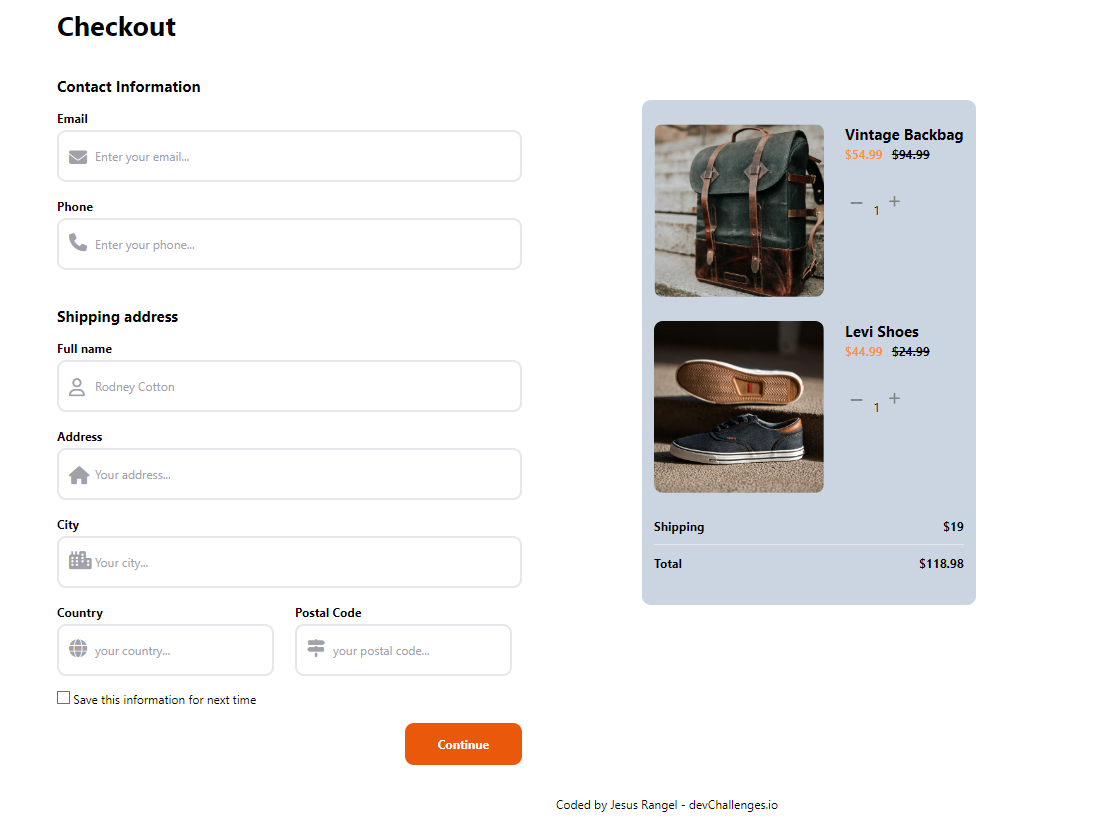 Checkout
Contact Information
Email
Enter your email...
Phone
Enter your phone...
Shipping address
Full name
Rodney Cotton
Address
Your address...
City
Your city...
Country
Postal Code
your country...
your postal code...
Save this information for next time
Continue
Vintage Backbag
$54.99 $94.99
1
Levi Shoes
$44.99 $24.99
1
Shipping $19
Total $118.98
Coded by Jesus Rangel - devChallenges.io